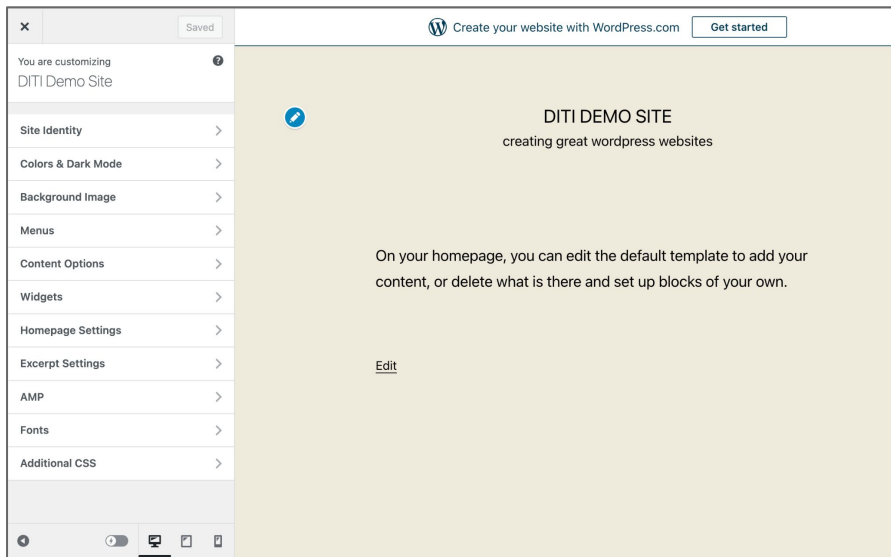 Saved
Create your website with WordPress.com Get started
You are customizing
DITI Demo Site
Site Identity
Colors & Dark Mode
Background Image
Menus
Content Options
Widgets
Homepage Settings
Excerpt Settings
AMP
Fonts
Additional CSS
DITI DEMO SITE
creating great wordpress websites
On your homepage, you can edit the default template to add your
content, or delete what is there and set up blocks of your own.
Edit